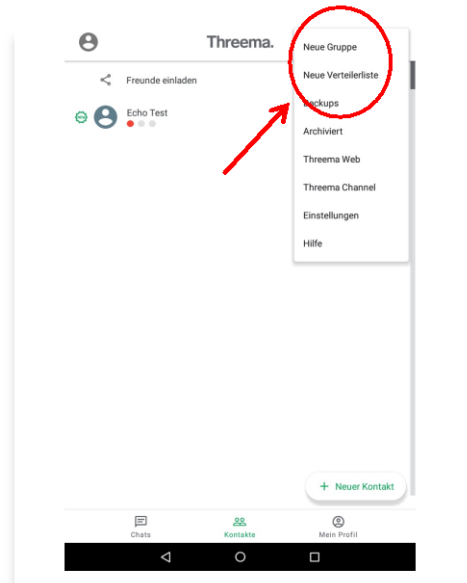 Threema.
Neue Gruppe
Neue Verteilerliste
Backups
Archiviert
Threema Web
Threema Channel
Einstellungen
Hilfe
Freunde einladen
Echo Test
+ Neuer Kontakt
Chats
Kontakte
Mein Profil